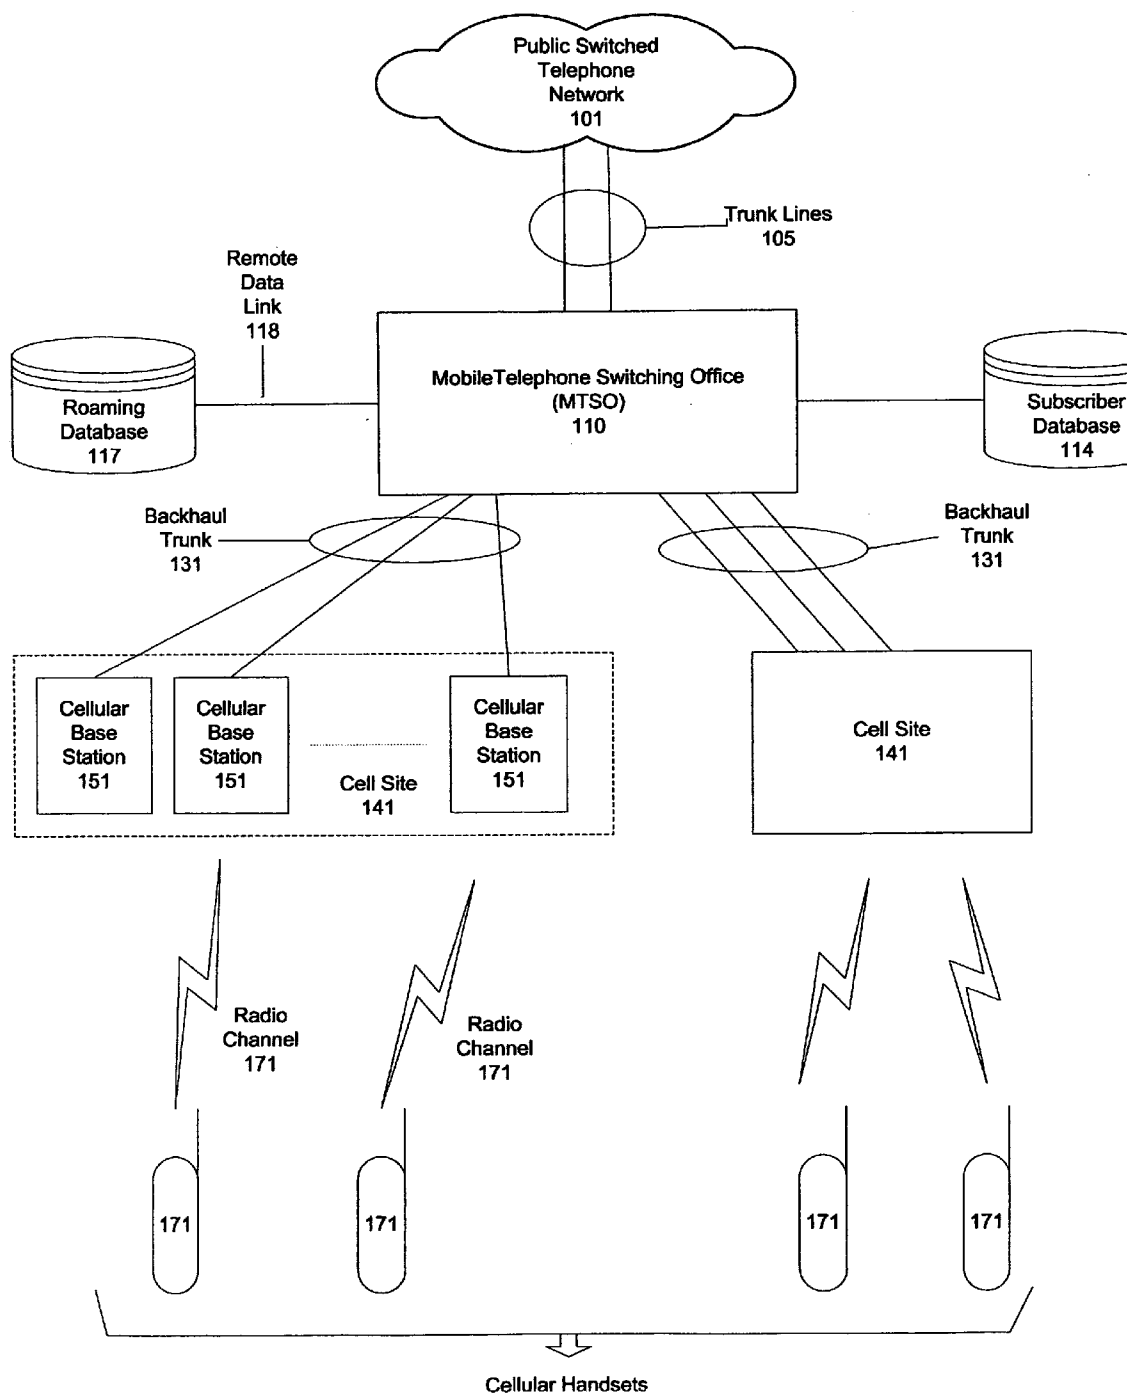 Public Switched
Telephone
Network
101
Trunk Lines
105
Remote
Data
Link
118
MobileTelephone Switching Office
(MTSO)
110
Roaming
Database
117
Subscriber
Database
114
Backhaul
Trunk
131
Backhaul
Trunk
131
Cellular
Base
Station
151
Cellular
Base
Station
151
Cellular
Base
Station
151
Cell Site
141
Cell Site
141
Radio
Channel
171
Radio
Channel
171
171
171
171
171
Cellular Handsets